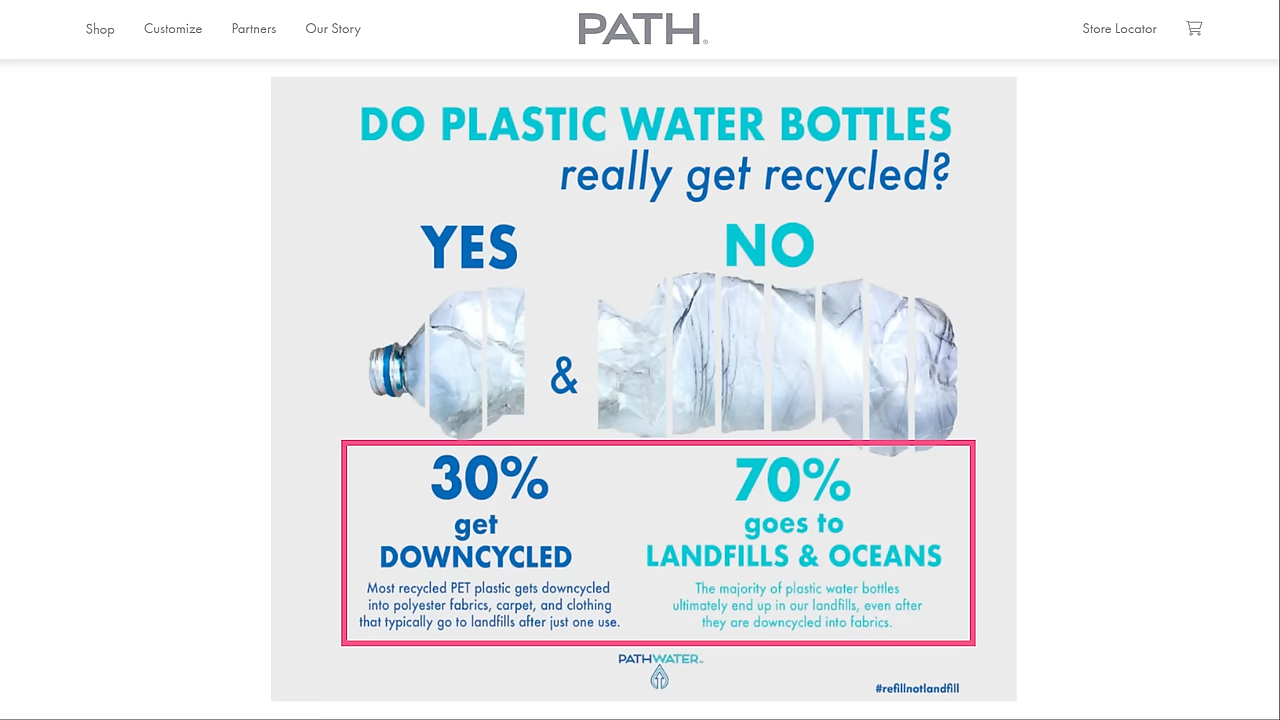 Shop Customize Partners Our Story PATH® Store Locator
DO PLASTIC WATER BOTTLES
really get recycled?
YES NO
&
30%
get
DOWNCYCLED
Most recycled PET plastic gets downcycled
into polyester fabrics, carpet, and clothing
that typically go to landfills after just one use.
70%
goes to
LANDFILLS & OCEANS
The majority of plastic water bottles
ultimately end up in our landfills, even after
they are downcycled into fabrics.
PATHWATER™
#refillnotlandfill